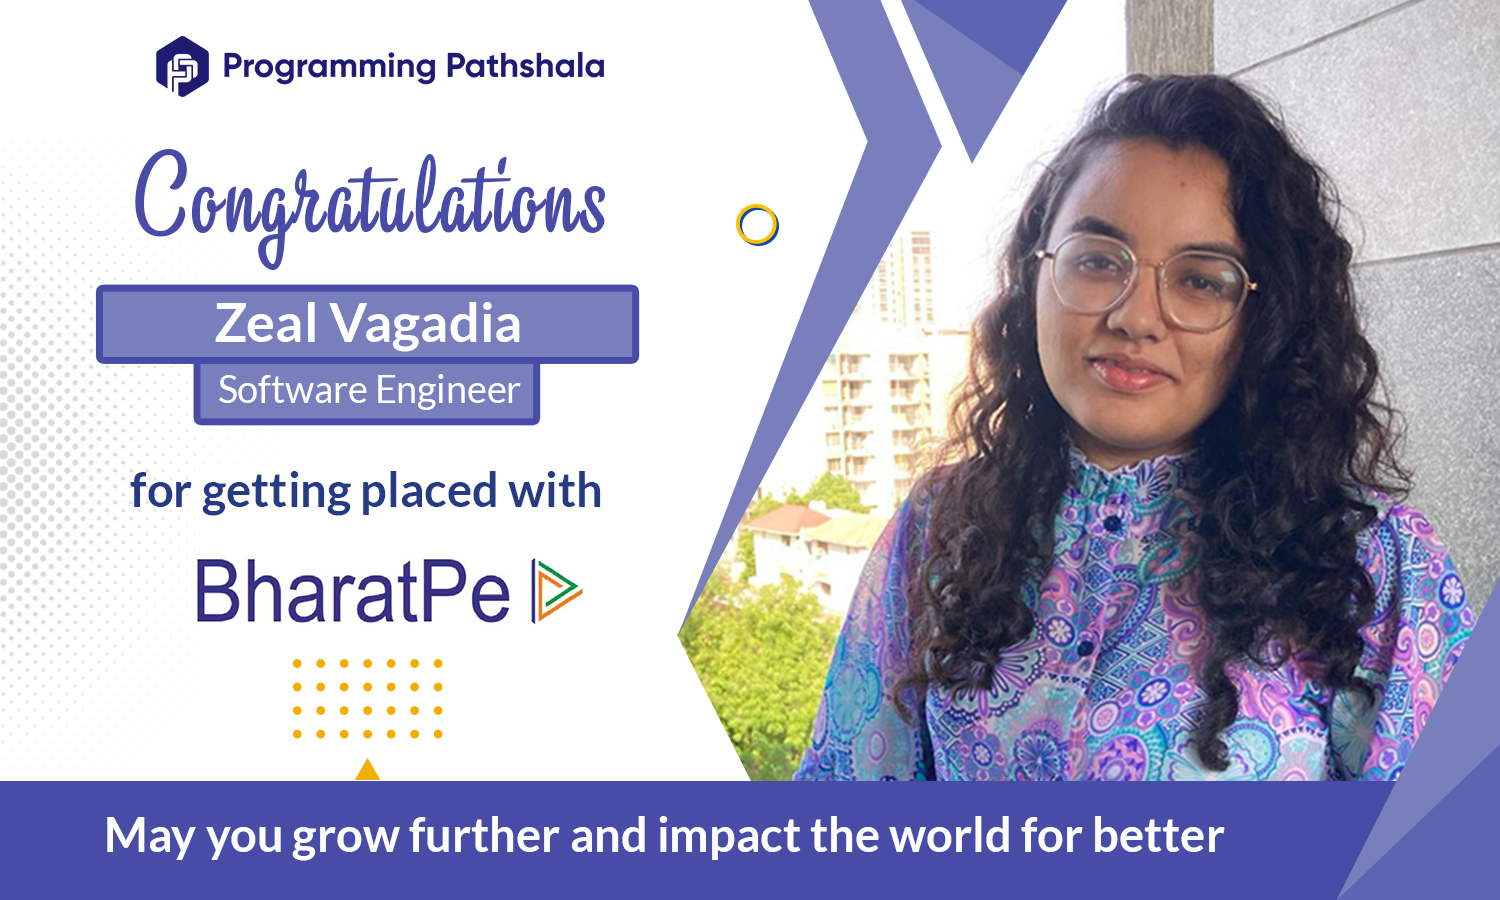 Programming Pathshala
Congratulations
Zeal Vagadia
Software Engineer
for getting placed with
BharatPe
May you grow further and impact the world for better